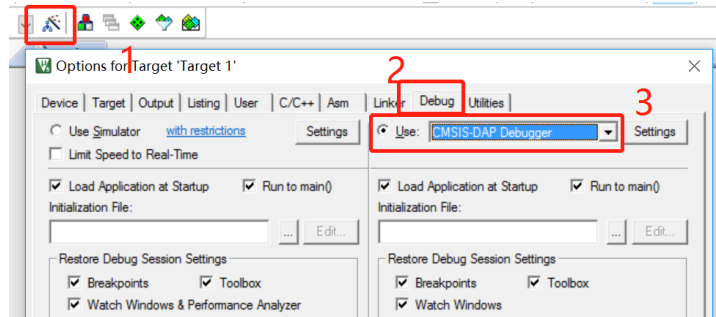 1
Options for Target 'Target 1'
2
Device Target Output Listing User C/C++ Asm Linker Debug Utilities
3
Use Simulator with restrictions Settings Use: CMSIS-DAP Debugger Settings
Limit Speed to Real-Time
Load Application at Startup Run to main() Load Application at Startup Run to main()
Initialization File: Initialization File:
... Edit... ... Edit...
Restore Debug Session Settings Restore Debug Session Settings
Breakpoints Toolbox Breakpoints Toolbox
Watch Windows & Performance Analyzer Watch Windows